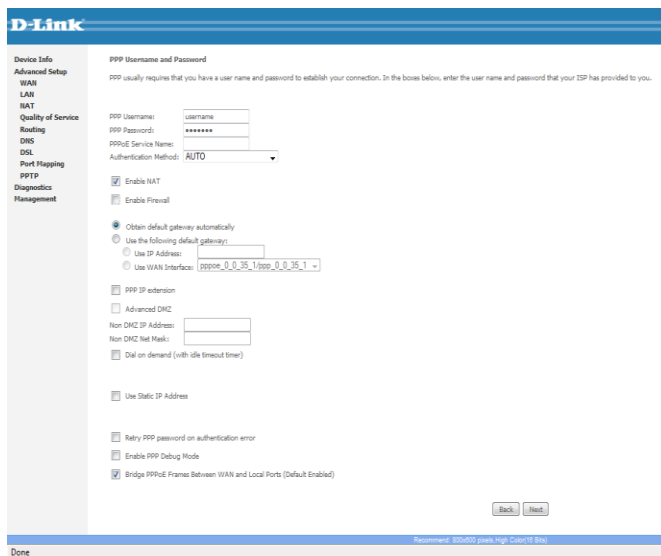 D-Link
Device Info
Advanced Setup
WAN
LAN
NAT
Quality of Service
Routing
DNS
DSL
Port Mapping
PPTP
Diagnostics
Management
PPP Username and Password
PPP usually requires that you have a user name and password to establish your connection. In the boxes below, enter the user name and password that your ISP has provided to you.
PPP Username: username
PPP Password: •••••••
PPPoE Service Name:
Authentication Method: AUTO
Enable NAT
Enable Firewall
Obtain default gateway automatically
Use the following default gateway:
Use IP Address:
Use WAN Interface: pppoe_0_0_35_1/ppp_0_0_35_1
PPP IP extension
Advanced DMZ
Non DMZ IP Address:
Non DMZ Net Mask:
Dial on demand (with idle timeout timer)
Use Static IP Address
Retry PPP password on authentication error
Enable PPP Debug Mode
Bridge PPPoE Frames Between WAN and Local Ports (Default Enabled)
Back Next
Recommend: 800x600 pixels,High Color(16 Bits)
Done